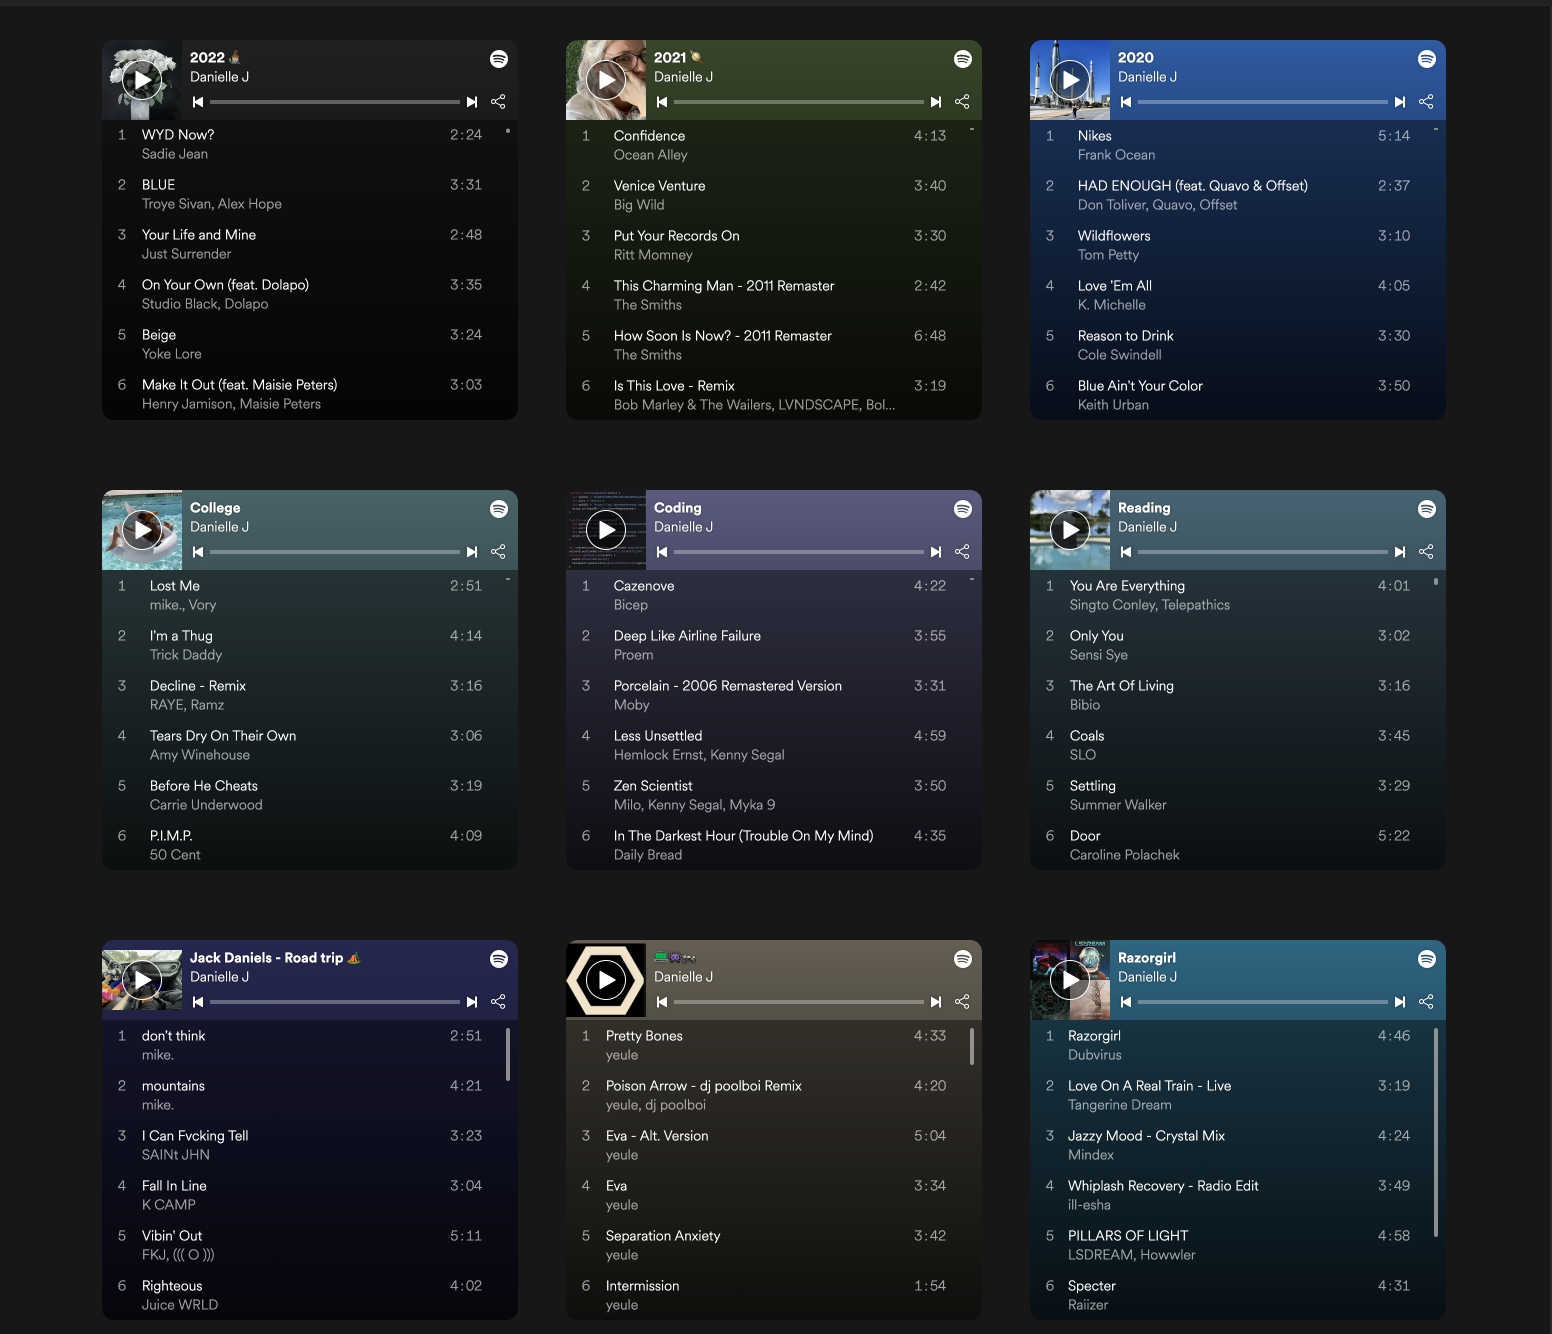 2022
Danielle J
1 WYD Now? 2:24
Sadie Jean
2 BLUE 3:31
Troye Sivan, Alex Hope
3 Your Life and Mine 2:48
Just Surrender
4 On Your Own (feat. Dolapo) 3:35
Studio Black, Dolapo
5 Beige 3:24
Yoke Lore
6 Make It Out (feat. Maisie Peters) 3:03
Henry Jamison, Maisie Peters
2021
Danielle J
1 Confidence 4:13
Ocean Alley
2 Venice Venture 3:40
Big Wild
3 Put Your Records On 3:30
Ritt Momney
4 This Charming Man - 2011 Remaster 2:42
The Smiths
5 How Soon Is Now? - 2011 Remaster 6:48
The Smiths
6 Is This Love - Remix 3:19
Bob Marley & The Wailers, LVNDSCAPE, Bol...
2020
Danielle J
1 Nikes 5:14
Frank Ocean
2 HAD ENOUGH (feat. Quavo & Offset) 2:37
Don Toliver, Quavo, Offset
3 Wildflowers 3:10
Tom Petty
4 Love 'Em All 4:05
K. Michelle
5 Reason to Drink 3:30
Cole Swindell
6 Blue Ain't Your Color 3:50
Keith Urban
College
Danielle J
1 Lost Me 2:51
mike., Vory
2 I'm a Thug 4:14
Trick Daddy
3 Decline - Remix 3:16
RAYE, Ramz
4 Tears Dry On Their Own 3:06
Amy Winehouse
5 Before He Cheats 3:19
Carrie Underwood
6 P.I.M.P. 4:09
50 Cent
Coding
Danielle J
1 Cazenove 4:22
Bicep
2 Deep Like Airline Failure 3:55
Proem
3 Porcelain - 2006 Remastered Version 3:31
Moby
4 Less Unsettled 4:59
Hemlock Ernst, Kenny Segal
5 Zen Scientist 3:50
Milo, Kenny Segal, Myka 9
6 In The Darkest Hour (Trouble On My Mind) 4:35
Daily Bread
Reading
Danielle J
1 You Are Everything 4:01
Singto Conley, Telepathics
2 Only You 3:02
Sensi Sye
3 The Art Of Living 3:16
Bibio
4 Coals 3:45
SLO
5 Settling 3:29
Summer Walker
6 Door 5:22
Caroline Polachek
Jack Daniels - Road trip
Danielle J
1 don't think 2:51
mike.
2 mountains 4:21
mike.
3 I Can Fvcking Tell 3:23
SAINt JHN
4 Fall In Line 3:04
K CAMP
5 Vibin' Out 5:11
FKJ, ((( O )))
6 Righteous 4:02
Juice WRLD
Danielle J
1 Pretty Bones 4:33
yeule
2 Poison Arrow - dj poolboi Remix 4:20
yeule, dj poolboi
3 Eva - Alt. Version 5:04
yeule
4 Eva 3:34
yeule
5 Separation Anxiety 3:42
yeule
6 Intermission 1:54
yeule
LSDREAM
Razorgirl
Danielle J
1 Razorgirl 4:46
Dubvirus
2 Love On A Real Train - Live 3:19
Tangerine Dream
3 Jazzy Mood - Crystal Mix 4:24
Mindex
4 Whiplash Recovery - Radio Edit 3:49
ill-esha
5 PILLARS OF LIGHT 4:58
LSDREAM, Howwler
6 Specter 4:31
Raiizer